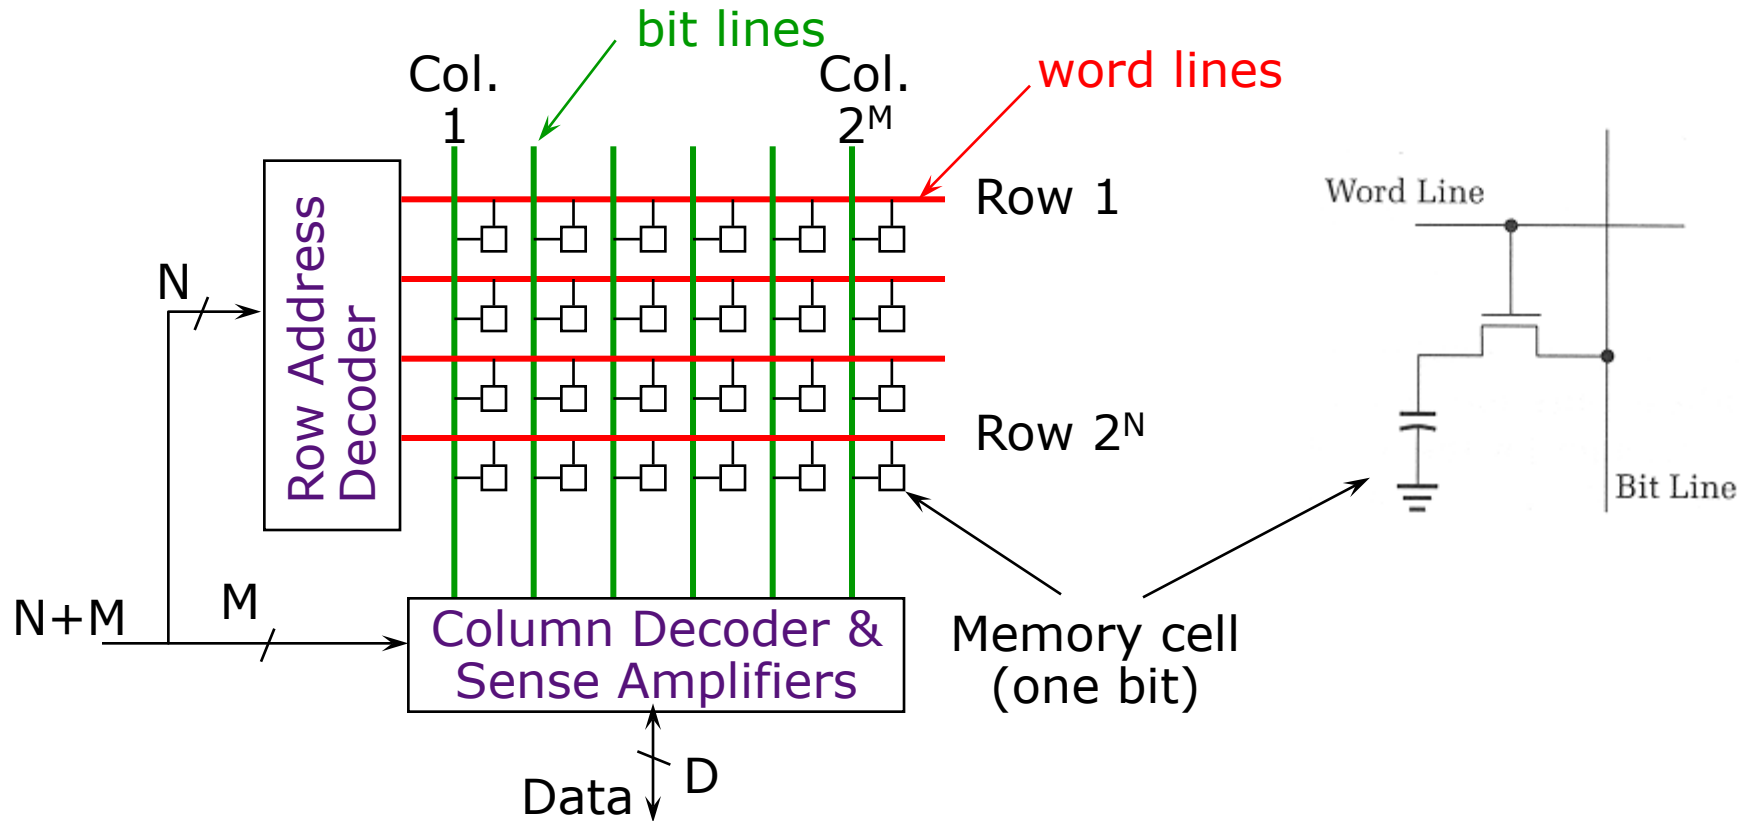 bit lines
Col.
1
Col.
2ᴹ
word lines
Row Address
Decoder
Row 1
Row 2ᴺ
N
N+M
M
Column Decoder &
Sense Amplifiers
Data
D
Memory cell
(one bit)
Word Line
Bit Line